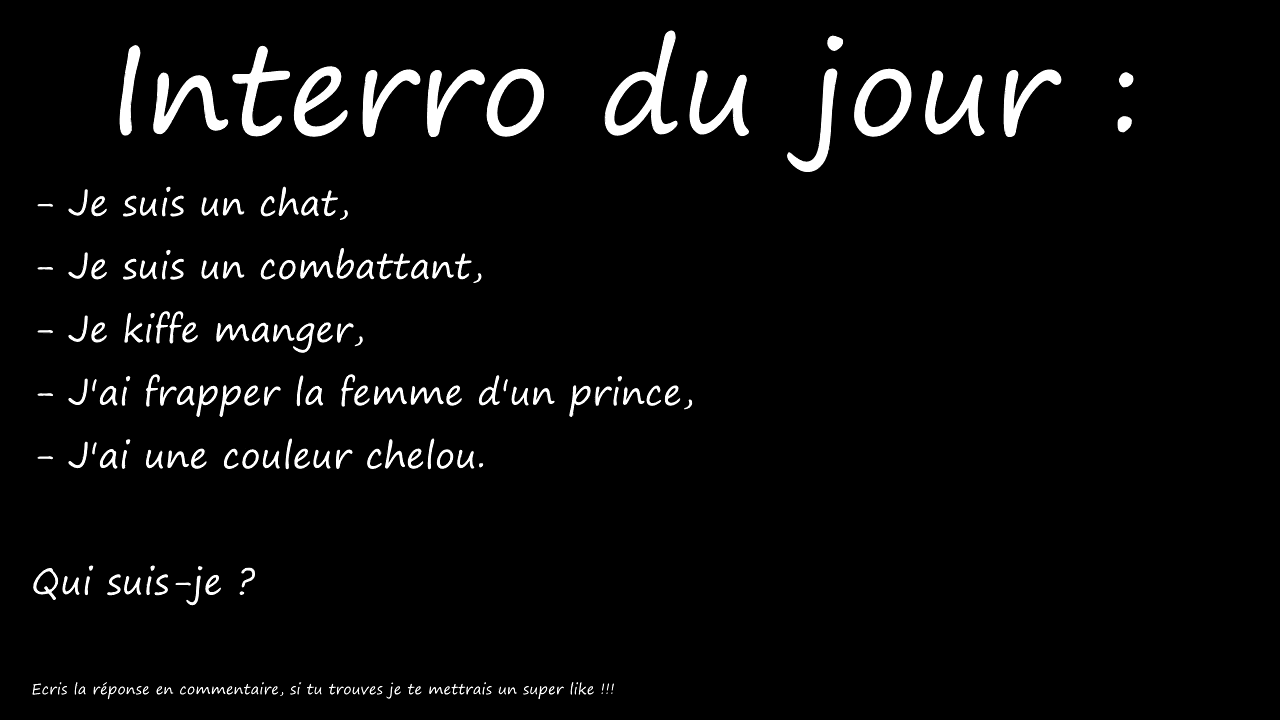 Interro du jour :
- Je suis un chat,
- Je suis un combattant,
- Je kiffe manger,
- J'ai frapper la femme d'un prince,
- J'ai une couleur chelou.
Qui suis-je ?
Ecris la réponse en commentaire, si tu trouves je te mettrais un super like !!!